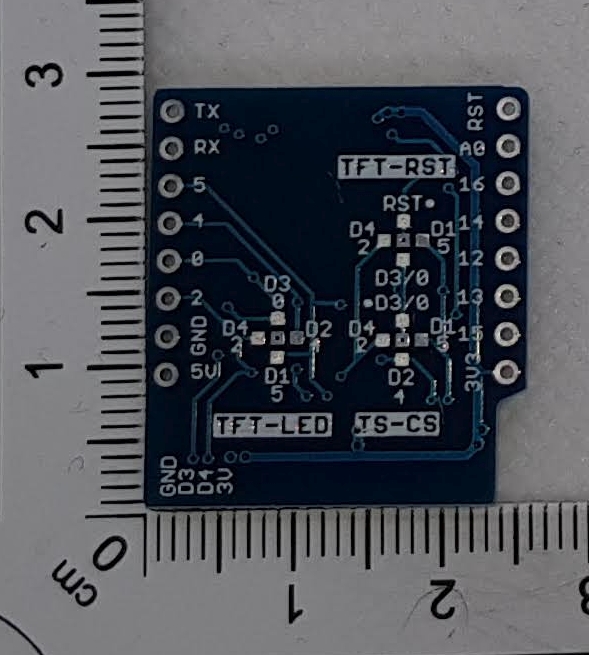 3
2
1
0
cm
1
2
3
TX
RX
5
4
0
2
GND
5V
RST
A0
16
14
12
13
15
3V3
TFT-RST
RST
D4 D1
2 5
D3/0
D3/0
D4 D1
2 5
D2
4
TS-CS
D3
0
D4 D2
2
D1
5
TFT-LED
GND
D3
D4
3V